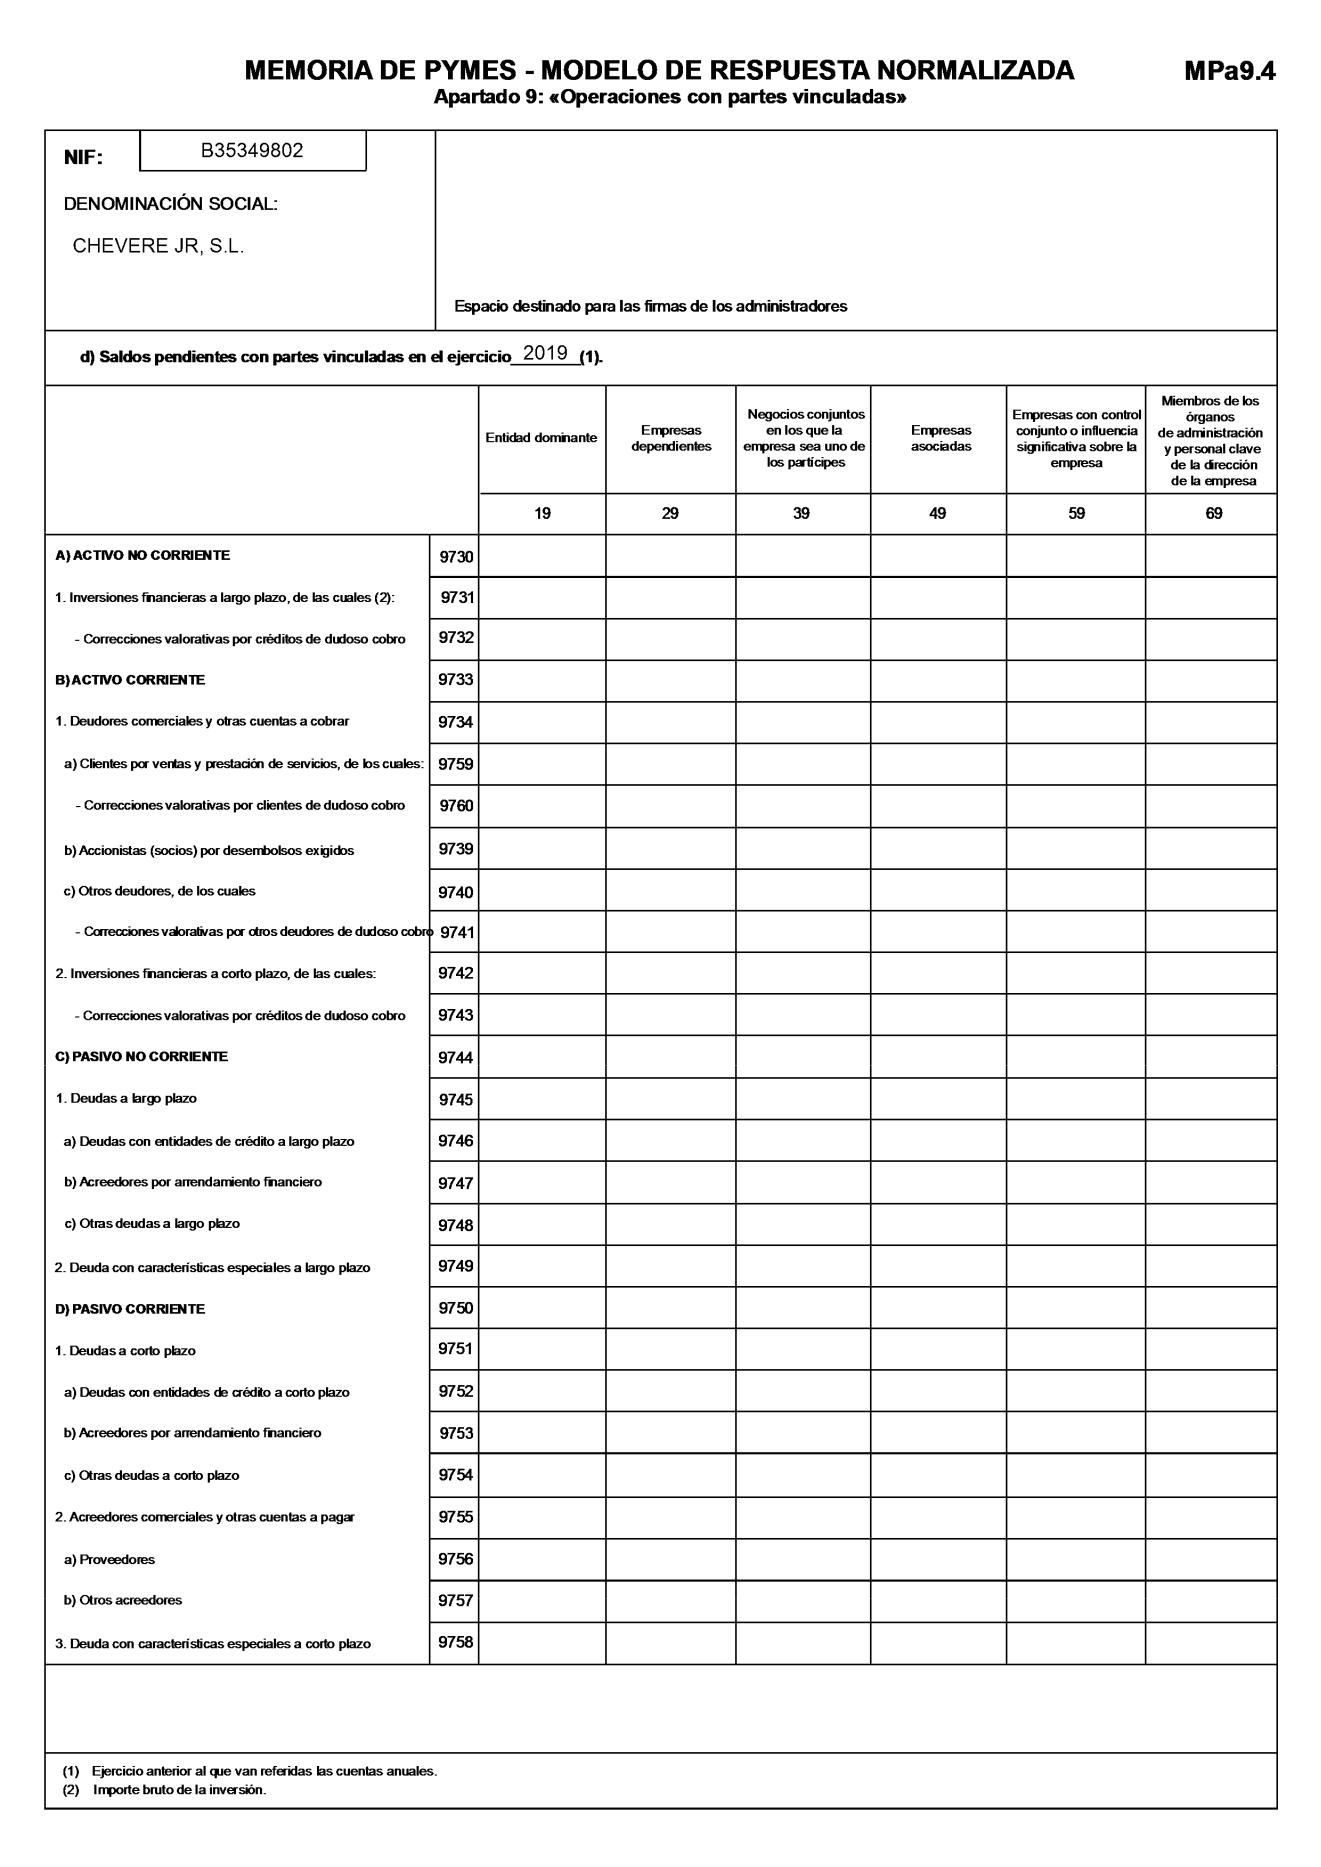 MEMORIA DE PYMES - MODELO DE RESPUESTA NORMALIZADA
MPa9.4
Apartado 9: «Operaciones con partes vinculadas»
NIF:
B35349802
DENOMINACIÓN SOCIAL:
CHEVERE JR, S.L.
Espacio destinado para las firmas de los administradores
d) Saldos pendientes con partes vinculadas en el ejercicio 2019 (1).
Entidad dominante
Empresas
dependientes
Negocios conjuntos
en los que la
empresa sea uno de
los partícipes
Empresas
asociadas
Empresas con control
conjunto o influencia
significativa sobre la
empresa
Miembros de los
órganos
de administración
y personal clave
de la dirección
de la empresa
19 29 39 49 59 69
A) ACTIVO NO CORRIENTE 9730
1. Inversiones financieras a largo plazo, de las cuales (2): 9731
- Correcciones valorativas por créditos de dudoso cobro 9732
B) ACTIVO CORRIENTE 9733
1. Deudores comerciales y otras cuentas a cobrar 9734
a) Clientes por ventas y prestación de servicios, de los cuales: 9759
- Correcciones valorativas por clientes de dudoso cobro 9760
b) Accionistas (socios) por desembolsos exigidos 9739
c) Otros deudores, de los cuales 9740
- Correcciones valorativas por otros deudores de dudoso cobro 9741
2. Inversiones financieras a corto plazo, de las cuales: 9742
- Correcciones valorativas por créditos de dudoso cobro 9743
C) PASIVO NO CORRIENTE 9744
1. Deudas a largo plazo 9745
a) Deudas con entidades de crédito a largo plazo 9746
b) Acreedores por arrendamiento financiero 9747
c) Otras deudas a largo plazo 9748
2. Deuda con características especiales a largo plazo 9749
D) PASIVO CORRIENTE 9750
1. Deudas a corto plazo 9751
a) Deudas con entidades de crédito a corto plazo 9752
b) Acreedores por arrendamiento financiero 9753
c) Otras deudas a corto plazo 9754
2. Acreedores comerciales y otras cuentas a pagar 9755
a) Proveedores 9756
b) Otros acreedores 9757
3. Deuda con características especiales a corto plazo 9758
(1) Ejercicio anterior al que van referidas las cuentas anuales.
(2) Importe bruto de la inversión.